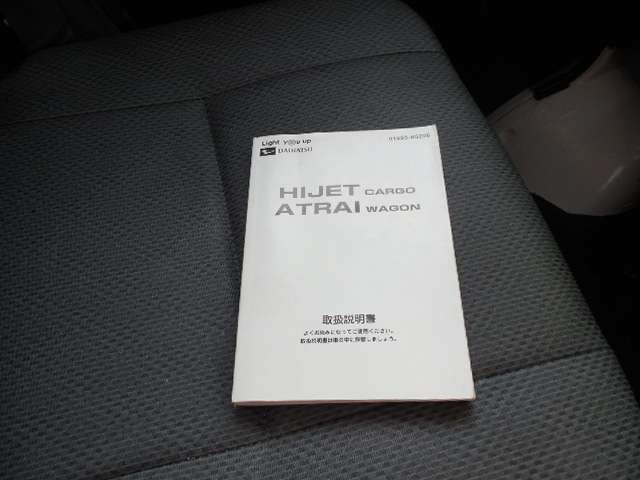 Light you up
DAIHATSU
HIJET CARGO
ATRAI WAGON
取扱説明書
よくお読みになってご使用ください。
取扱説明書は車の中に保管しましょう。